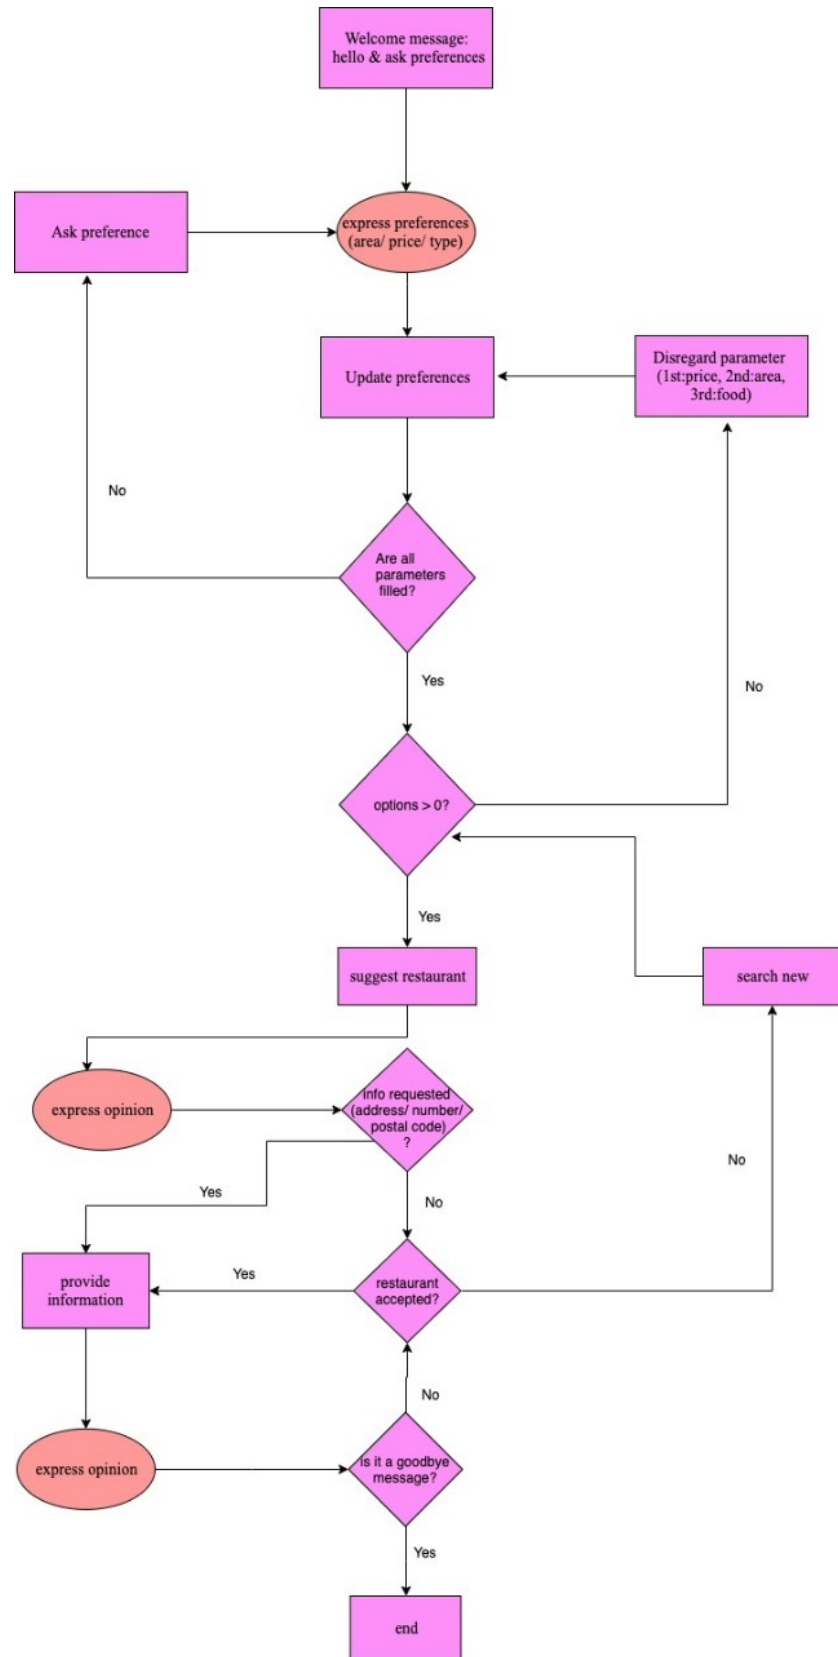 Welcome message:
hello & ask preferences
Ask preference
express preferences
(area/ price/ type)
Update preferences
Disregard parameter
(1st:price, 2nd:area,
3rd:food)
No
Are all
parameters
filled?
Yes
No
options > 0?
Yes
suggest restaurant
search new
express opinion
info requested
(address/ number/
postal code)
?
Yes
No
No
provide
information
Yes
restaurant
accepted?
No
express opinion
is it a goodbye
message?
Yes
end